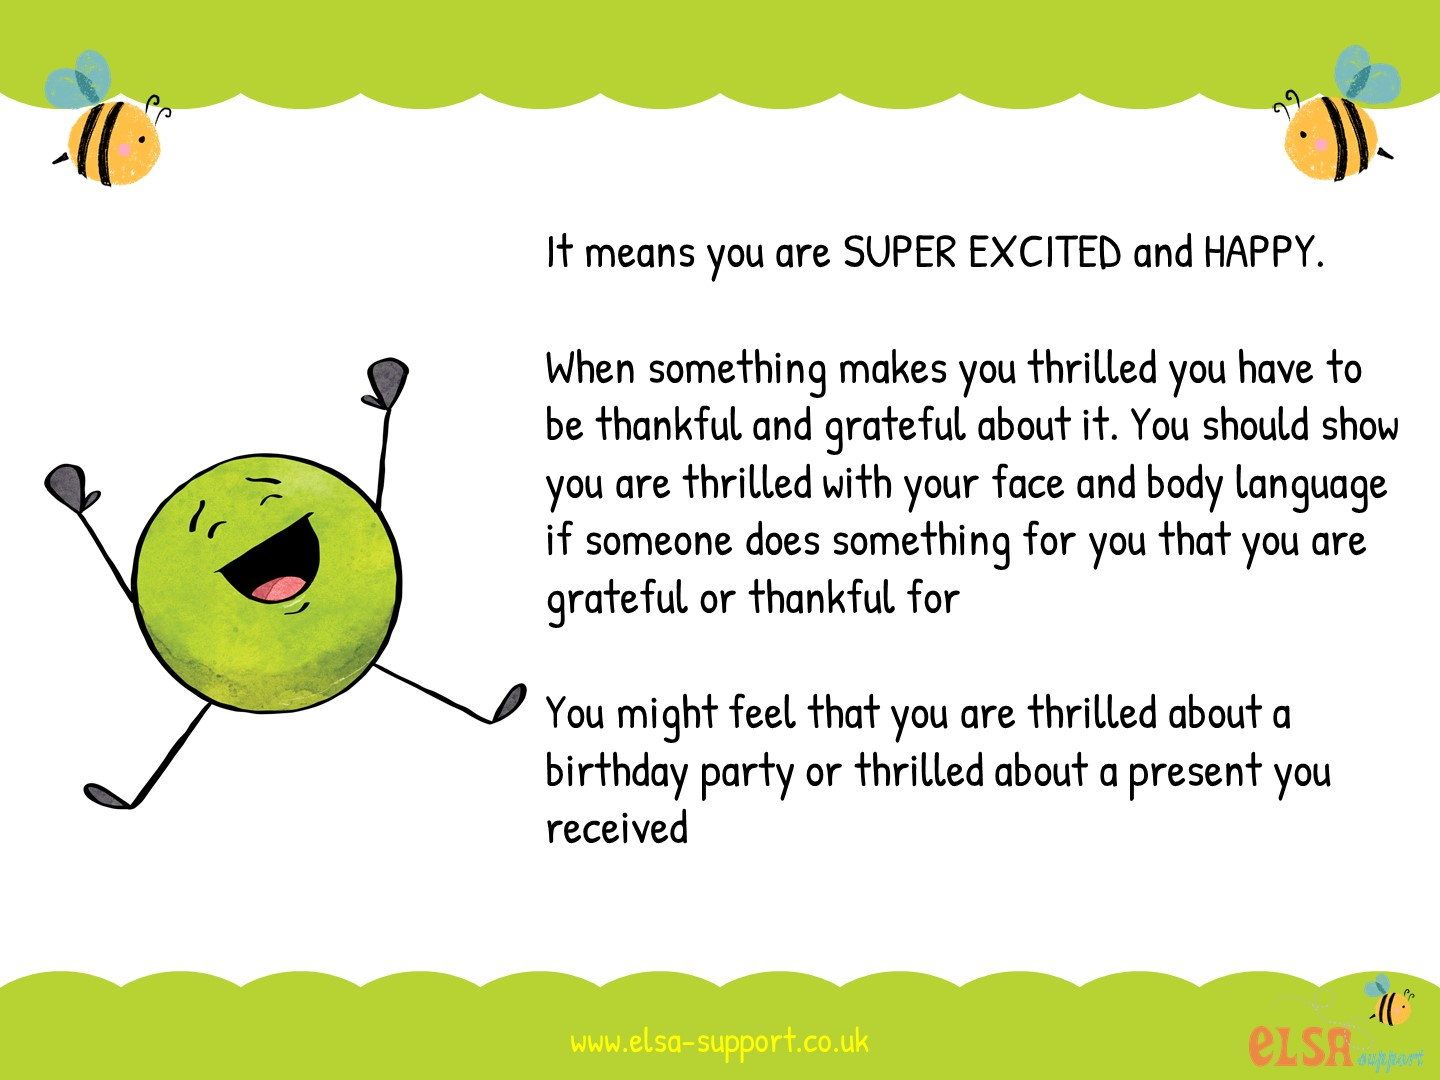 It means you are SUPER EXCITED and HAPPY.
When something makes you thrilled you have to
be thankful and grateful about it. You should show
you are thrilled with your face and body language
if someone does something for you that you are
grateful or thankful for
You might feel that you are thrilled about a
birthday party or thrilled about a present you
received
www.elsa-support.co.uk
ELSA support